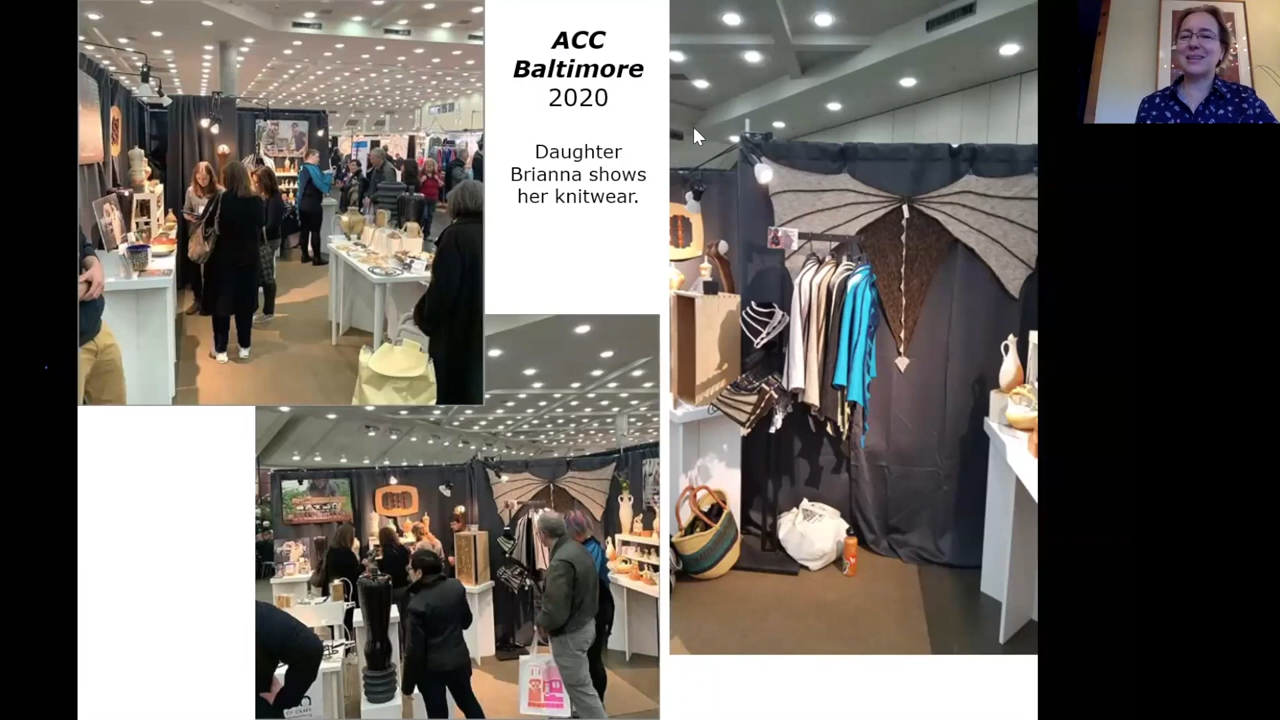 ACC
Baltimore
2020
Daughter
Brianna shows
her knitwear.